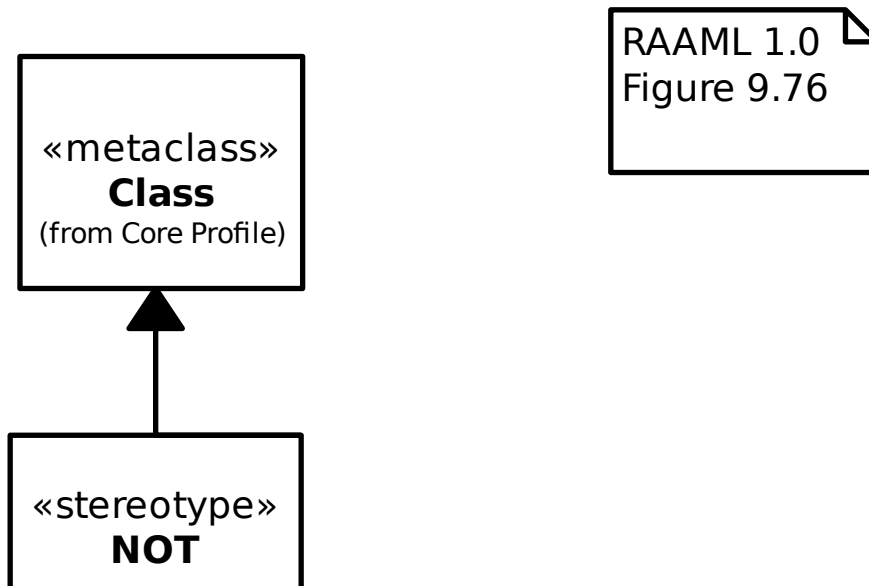 RAAML 1.0
Figure 9.76
«metaclass»
Class
(from Core Profile)
«stereotype»
NOT